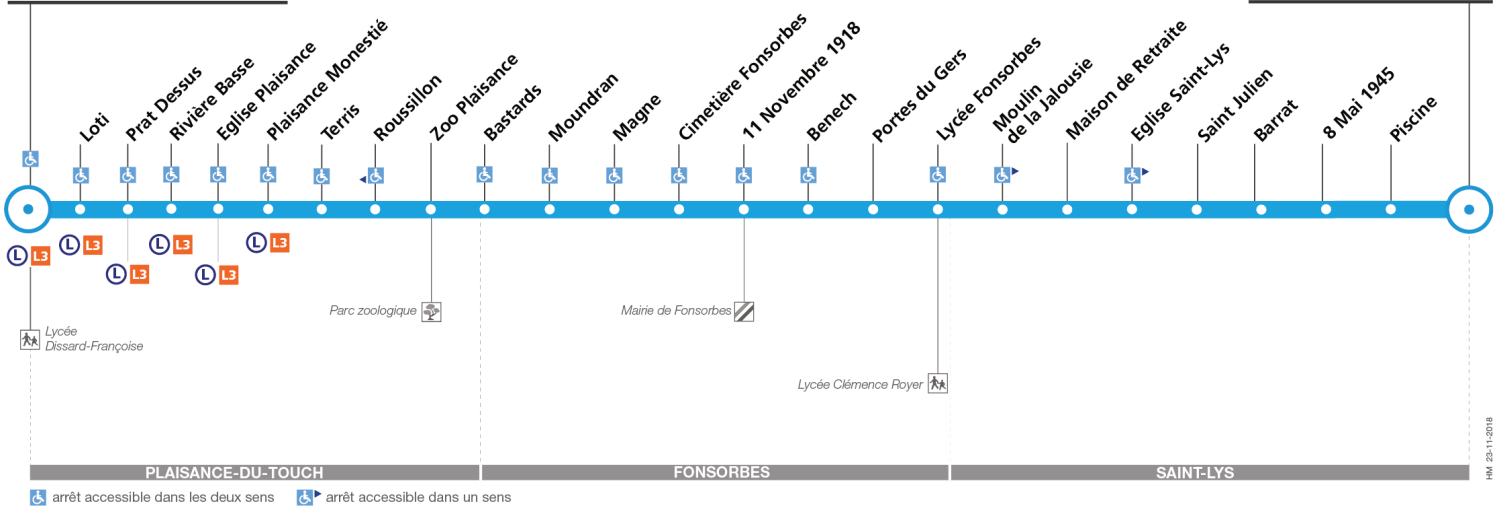 Loti
Prat Dessus
Rivière Basse
Eglise Plaisance
Plaisance Monestié
Terris
Roussillon
Zoo Plaisance
Bastards
Moundran
Magne
Cimetière Fonsorbes
11 Novembre 1918
Benech
Portes du Gers
Lycée Fonsorbes
Moulin
de la Jalousie
Maison de Retraite
Eglise Saint-Lys
Saint Julien
Barrat
8 Mai 1945
Piscine
L L3
L L3
L L3
L L3
L L3
L L3
Parc zoologique
Mairie de Fonsorbes
Lycée
Dissard-Françoise
Lycée Clémence Royer
PLAISANCE-DU-TOUCH
FONSORBES
SAINT-LYS
arrêt accessible dans les deux sens
arrêt accessible dans un sens
HM 23-11-2018